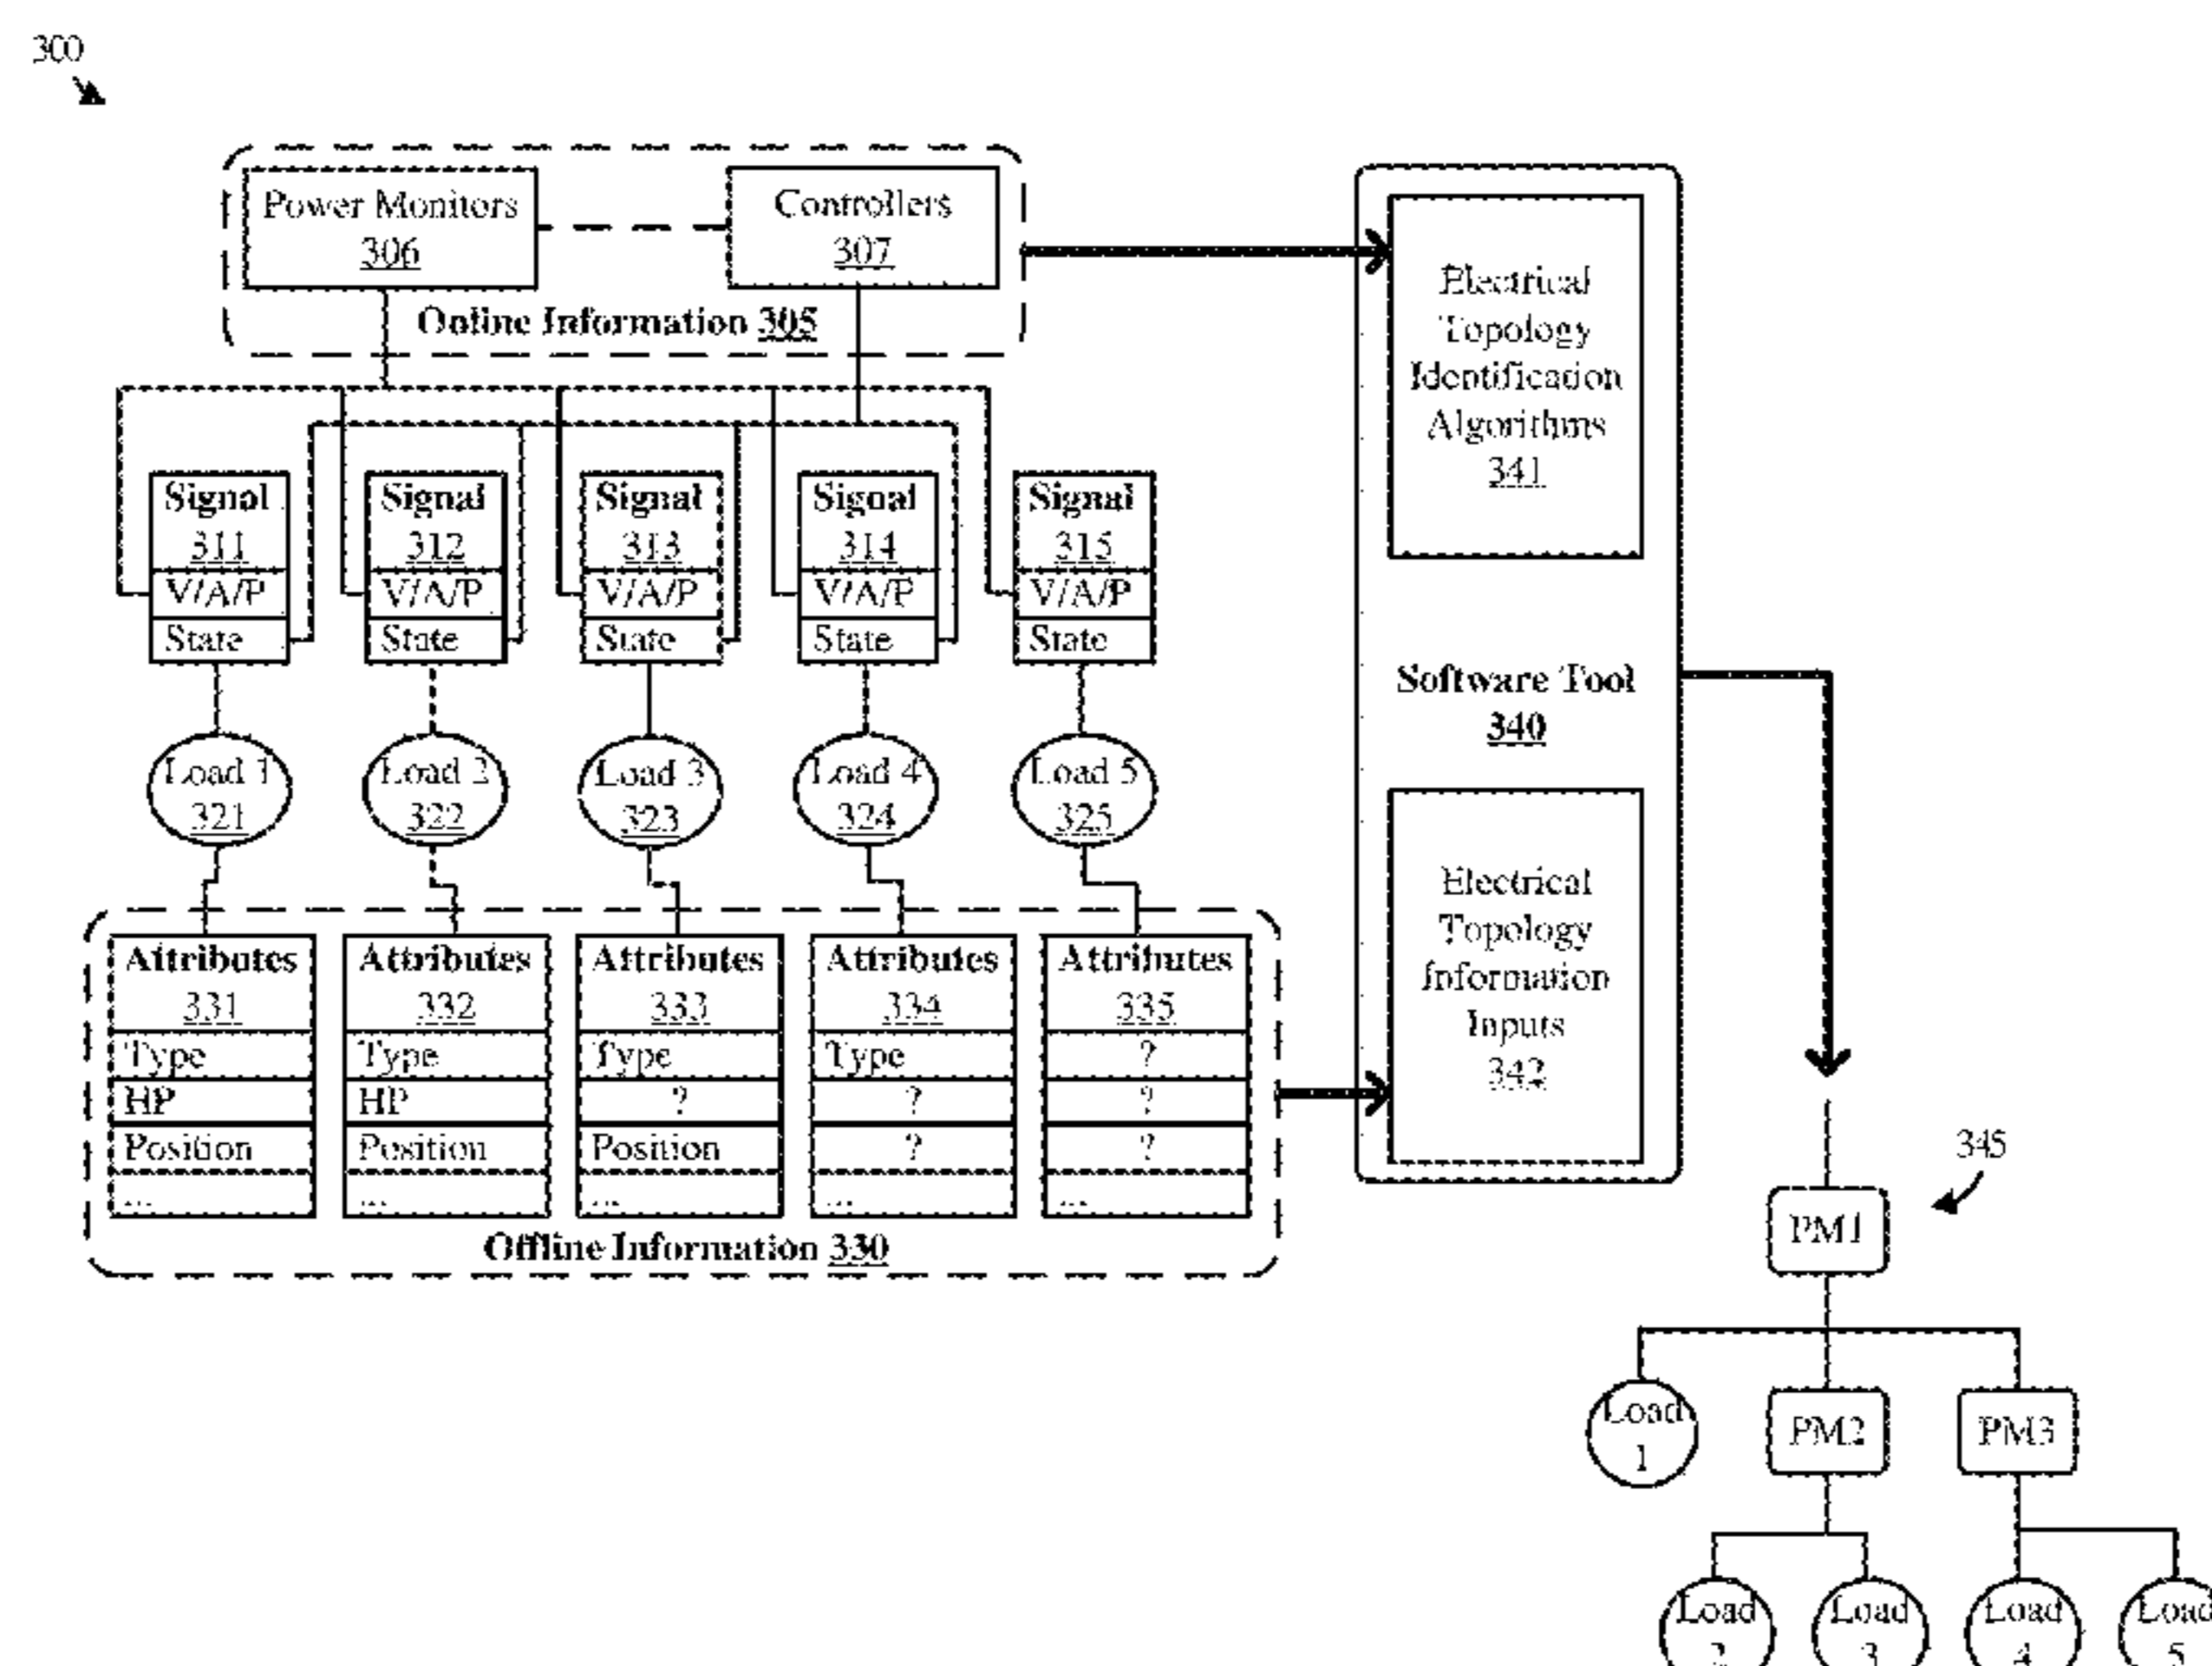 300
Power Monitors
306
Controllers
307
Online Information 305
Signal
311
V/A/P
State
Signal
312
V/A/P
State
Signal
313
V/A/P
State
Signal
314
V/A/P
State
Signal
315
V/A/P
State
Load 1
321
Load 2
322
Load 3
323
Load 4
324
Load 5
325
Attributes
331
Type
HP
Position
...
Attributes
332
Type
HP
Position
...
Attributes
333
Type
?
Position
...
Attributes
334
Type
?
?
...
Attributes
335
?
?
?
...
Offline Information 330
Electrical
Topology
Identification
Algorithms
341
Software Tool
340
Electrical
Topology
Information
Inputs
342
345
PM1
Load
1
PM2
PM3
Load
2
Load
3
Load
4
Load
5